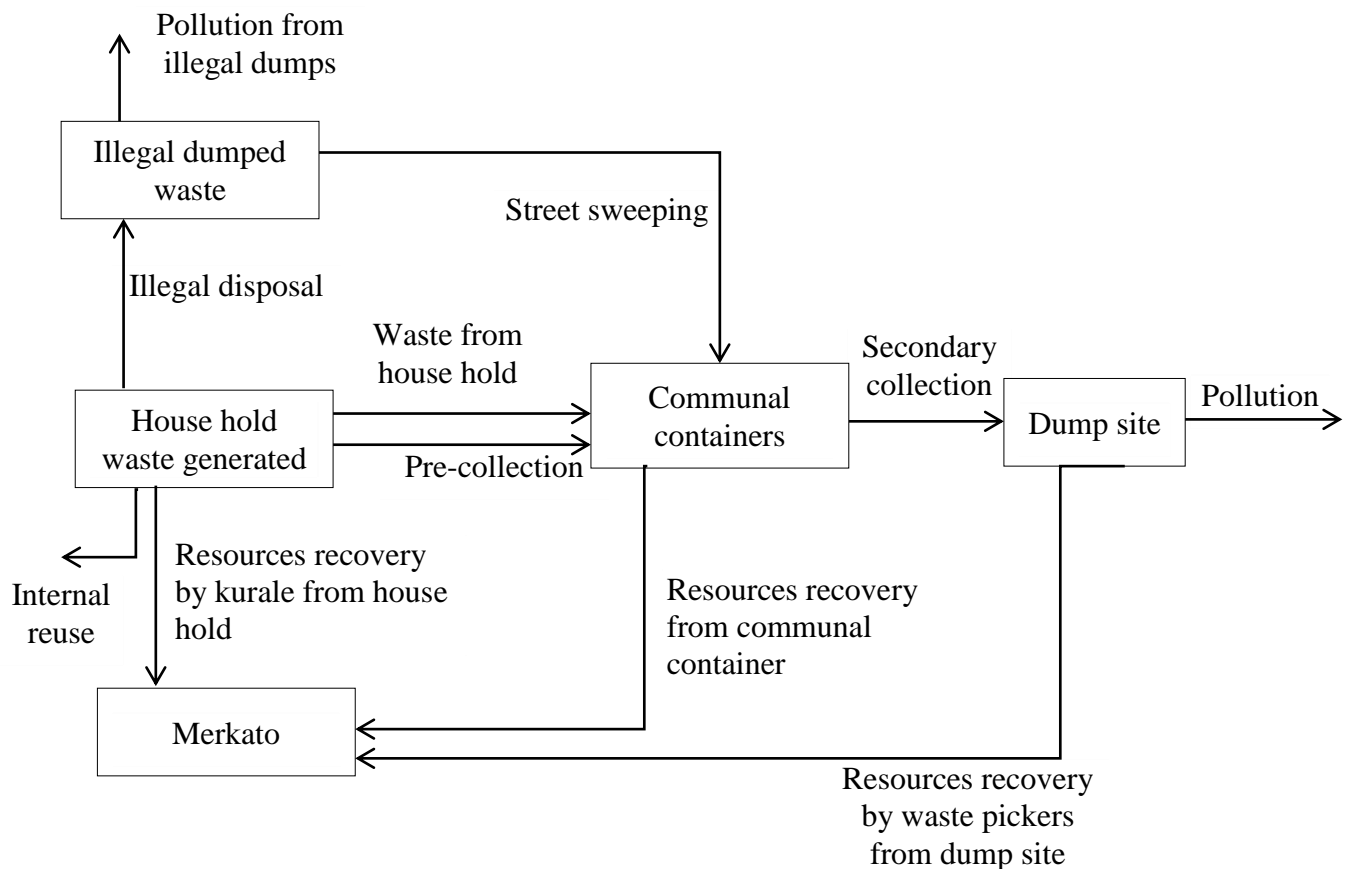 Pollution from
illegal dumps
Illegal dumped
waste
Street sweeping
Illegal disposal
Waste from
house hold
Secondary
collection
Communal
containers
Pollution
Dump site
House hold
waste generated
Pre-collection
Resources recovery
by kurale from house
hold
Internal
reuse
Resources recovery
from communal
container
Merkato
Resources recovery
by waste pickers
from dump site